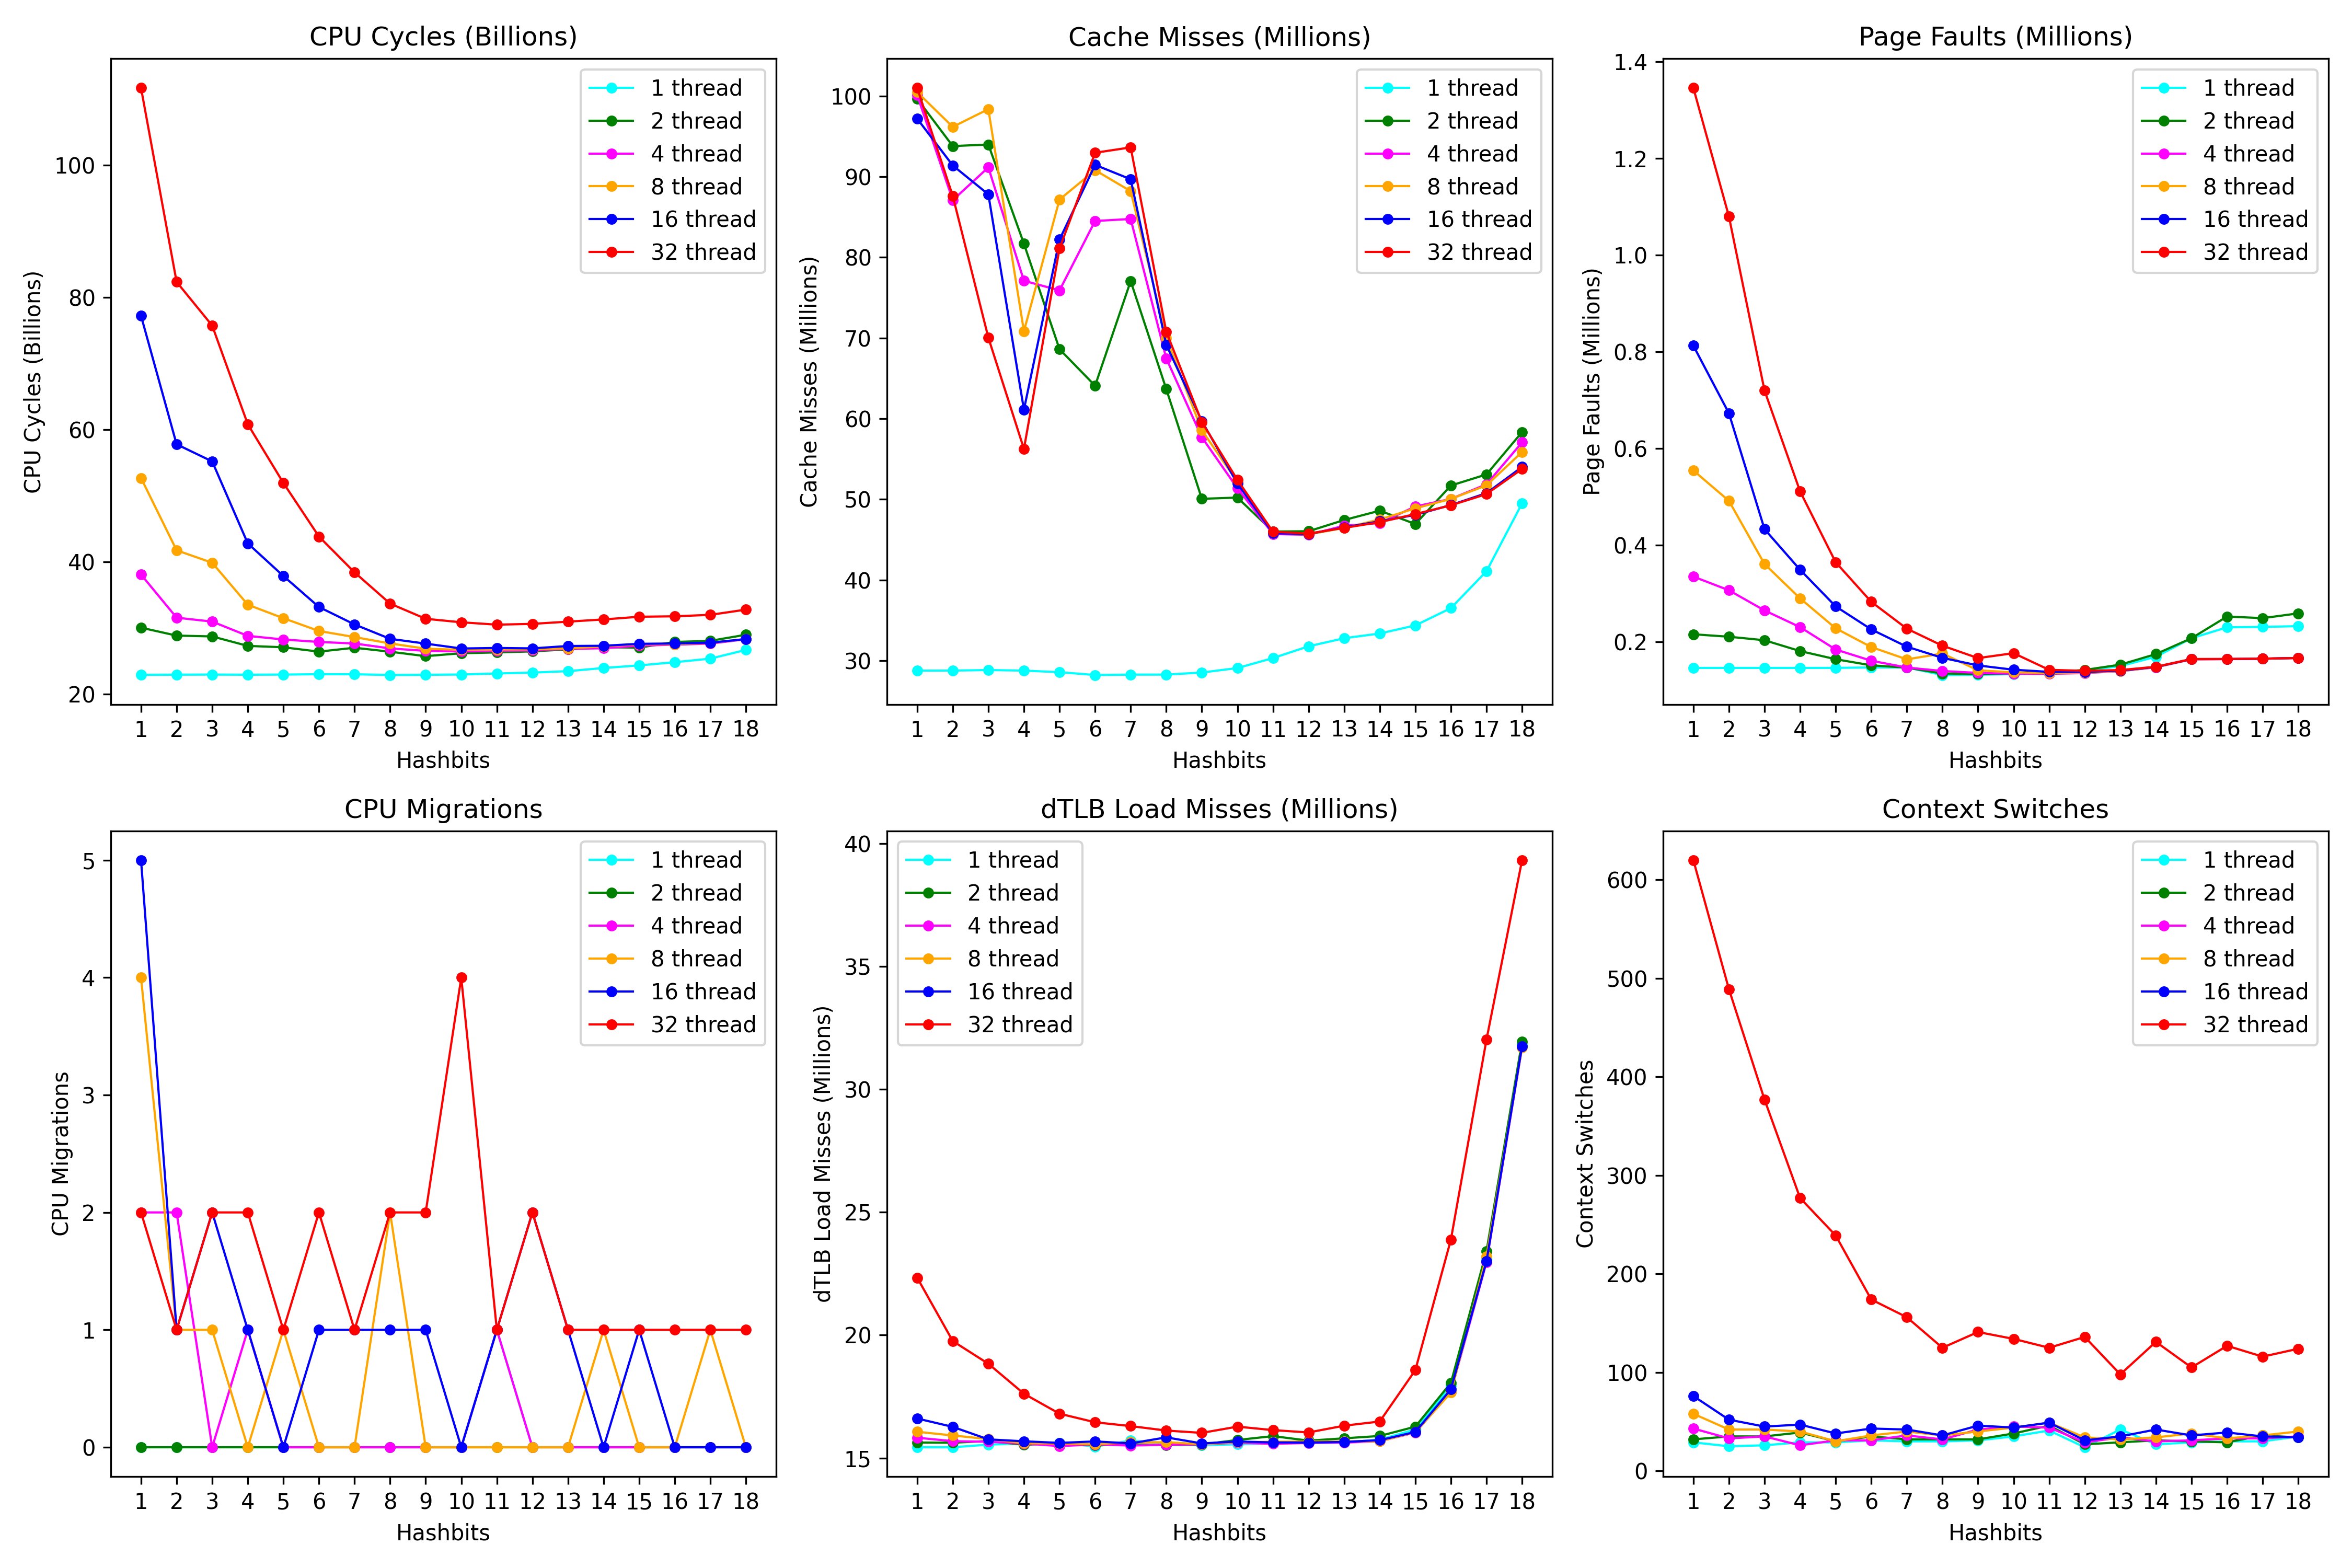 CPU Cycles (Billions)
CPU Cycles (Billions)
100
80
60
40
20
1 2 3 4 5 6 7 8 9 10 11 12 13 14 15 16 17 18
Hashbits
1 thread
2 thread
4 thread
8 thread
16 thread
32 thread
Cache Misses (Millions)
Cache Misses (Millions)
100
90
80
70
60
50
40
30
1 2 3 4 5 6 7 8 9 10 11 12 13 14 15 16 17 18
Hashbits
1 thread
2 thread
4 thread
8 thread
16 thread
32 thread
Page Faults (Millions)
Page Faults (Millions)
1.4
1.2
1.0
0.8
0.6
0.4
0.2
1 2 3 4 5 6 7 8 9 10 11 12 13 14 15 16 17 18
Hashbits
1 thread
2 thread
4 thread
8 thread
16 thread
32 thread
CPU Migrations
CPU Migrations
5
4
3
2
1
0
1 2 3 4 5 6 7 8 9 10 11 12 13 14 15 16 17 18
Hashbits
1 thread
2 thread
4 thread
8 thread
16 thread
32 thread
dTLB Load Misses (Millions)
dTLB Load Misses (Millions)
40
35
30
25
20
15
1 2 3 4 5 6 7 8 9 10 11 12 13 14 15 16 17 18
Hashbits
1 thread
2 thread
4 thread
8 thread
16 thread
32 thread
Context Switches
Context Switches
600
500
400
300
200
100
0
1 2 3 4 5 6 7 8 9 10 11 12 13 14 15 16 17 18
Hashbits
1 thread
2 thread
4 thread
8 thread
16 thread
32 thread